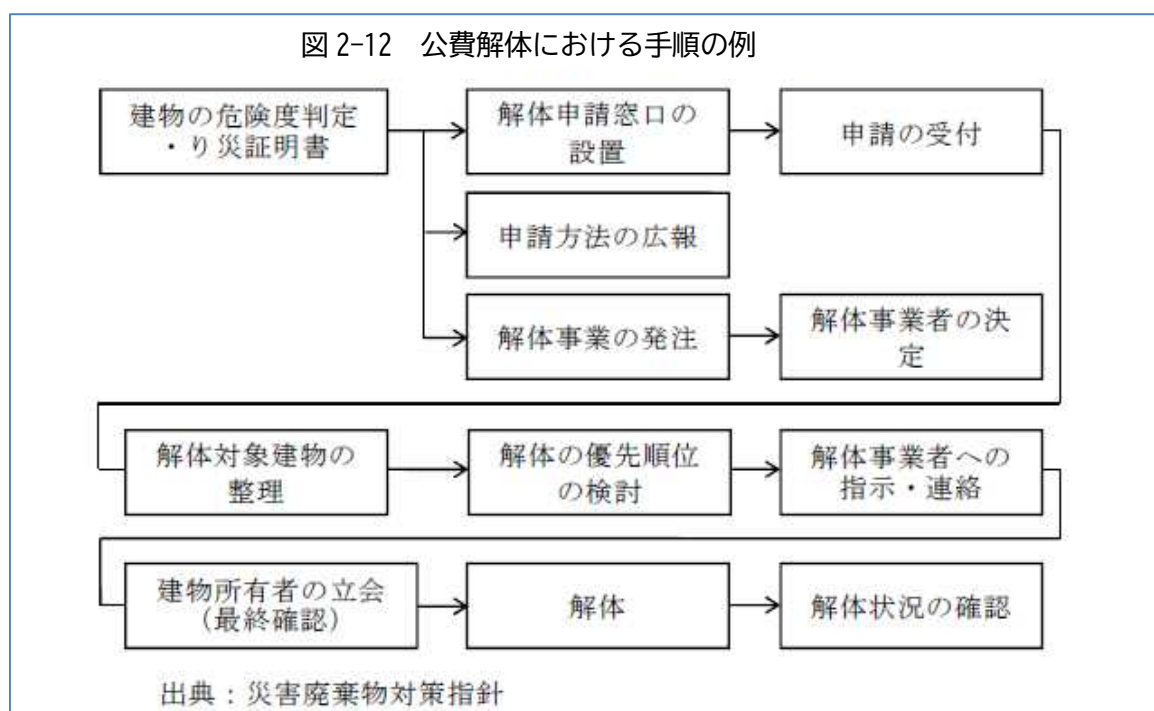 図 2-12　公費解体における手順の例
建物の危険度判定
・り災証明書
解体申請窓口の
設置
申請の受付
申請方法の広報
解体事業の発注
解体事業者の決
定
解体対象建物の
整理
解体の優先順位
の検討
解体事業者への
指示・連絡
建物所有者の立会
（最終確認）
解体
解体状況の確認
出典：災害廃棄物対策指針